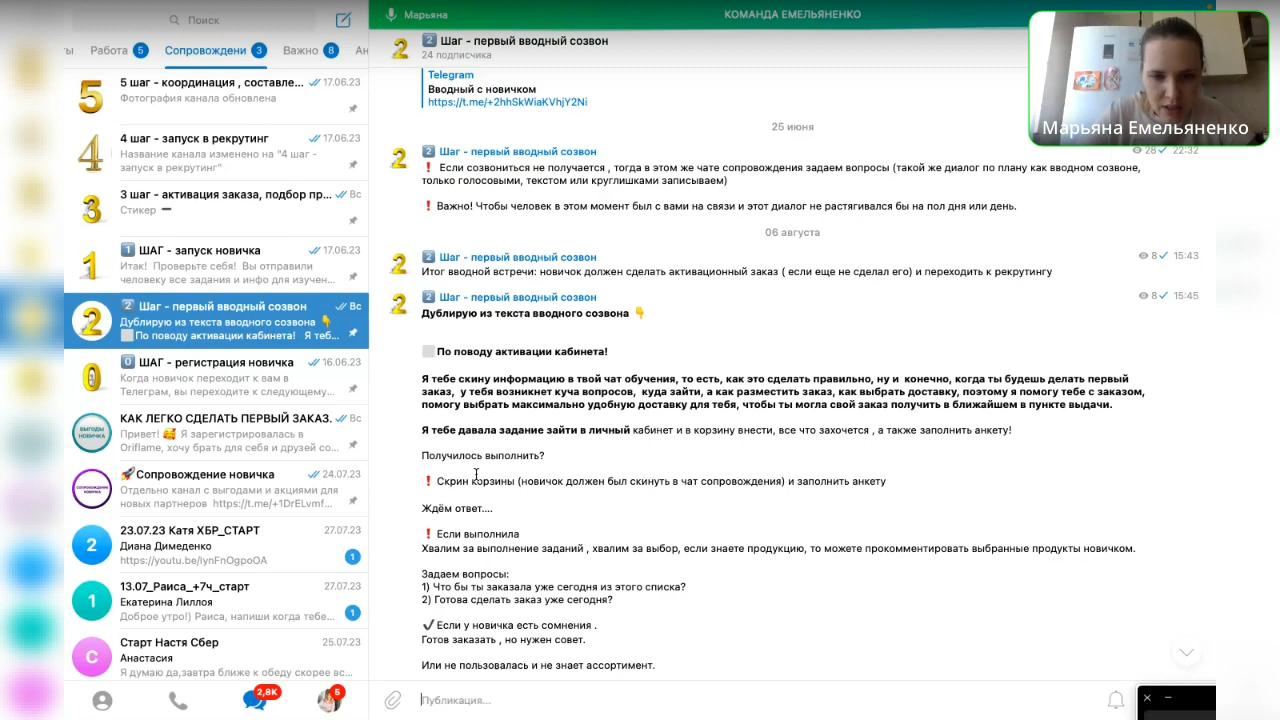 Поиск
Работа 5 Сопровождени 3 Важно 8
5 шаг - координация , составле... 17.06.23
Фотография канала обновлена
4 шаг - запуск в рекрутинг 17.06.23
Название канала изменено на "4 шаг -
запуск в рекрутинг"
3 шаг - активация заказа, подбор пр... Вс
Стикер
1 ШАГ - запуск новичка 17.06.23
Итак! Проверьте себя! Вы отправили
человеку все задания и инфо для изучен...
2 Шаг - первый вводный созвон Вс
Дублирую из текста вводного созвона 👇
По поводу активации кабинета! Я теб...
0 ШАГ - регистрация новичка 16.06.23
Когда новичок переходит к вам в
Телеграм, вы переходите к следующему...
КАК ЛЕГКО СДЕЛАТЬ ПЕРВЫЙ ЗАКАЗ. Вс
Привет! 🥰 Я зарегистрировалась в
Oriflame, хочу брать для себя и друзей со...
🚀Сопровождение новичка 24.07.23
Отдельно канал с выгодами и акциями для
новых партнеров https://t.me/+1DrELvmf...
23.07.23 Катя ХБР_СТАРТ 27.07.23
Диана Димеденко
https://youtu.be/IynFnOgpoOA 1
13.07_Раиса_+7ч_старт 27.07.23
Екатерина Лиллоя
Доброе утро!) Раиса, напиши когда тебе... 1
Старт Настя Сбер 25.07.23
Анастасия
Я думаю да,завтра ближе к обеду скорее вс...
2,8K 5
Марьяна КОМАНДА ЕМЕЛЬЯНЕНКО
2 Шаг - первый вводный созвон
24 подписчика
Telegram
Вводный с новичком
https://t.me/+2hhSkWiaKVhjY2Ni
25 июня
2 Шаг - первый вводный созвон 28 22:32
❗ Если созвониться не получается , тогда в этом же чате сопровождения задаем вопросы (такой же диалог по плану как вводном созвоне,
только голосовыми, текстом или круглишками записываем)
❗ Важно! Чтобы человек в этом момент был с вами на связи и этот диалог не растягивался бы на пол дня или день.
06 августа
2 Шаг - первый вводный созвон 8 15:43
Итог вводной встречи: новичок должен сделать активационный заказ ( если еще не сделал его) и переходить к рекрутингу
2 Шаг - первый вводный созвон 8 15:45
Дублирую из текста вводного созвона 👇
По поводу активации кабинета!
Я тебе скину информацию в твой чат обучения, то есть, как это сделать правильно, ну и конечно, когда ты будешь делать первый
заказ, у тебя возникнет куча вопросов, куда зайти, а как разместить заказ, как выбрать доставку, поэтому я помогу тебе с заказом,
помогу выбрать максимально удобную доставку для тебя, чтобы ты могла свой заказ получить в ближайшем в пункте выдачи.
Я тебе давала задание зайти в личный кабинет и в корзину внести, все что захочется , а также заполнить анкету!
Получилось выполнить?
❗ Скрин корзины (новичок должен был скинуть в чат сопровождения) и заполнить анкету
Ждём ответ....
❗ Если выполнила
Хвалим за выполнение заданий , хвалим за выбор, если знаете продукцию, то можете прокомментировать выбранные продукты новичком.
Задаем вопросы:
1) Что бы ты заказала уже сегодня из этого списка?
2) Готова сделать заказ уже сегодня?
✔Если у новичка есть сомнения .
Готов заказать , но нужен совет.
Или не пользовалась и не знает ассортимент.
Публикация...
Марьяна Емельяненко